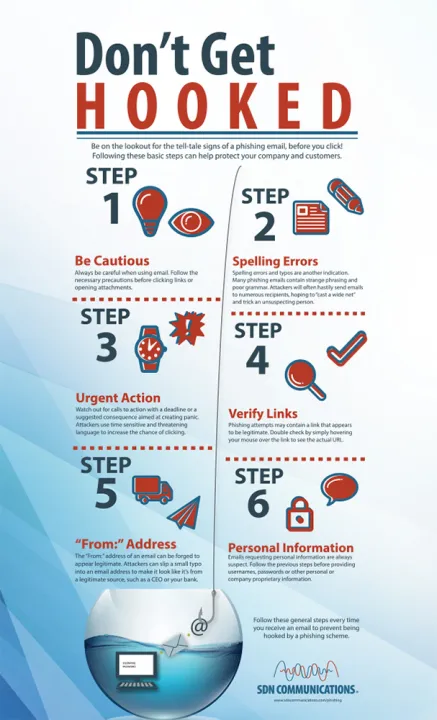 Don't Get
HOOKED
Be on the lookout for the tell-tale signs of a phishing email, before you click!
Following these basic steps can help protect your company and customers.
STEP
1
Be Cautious
Always be careful when using email. Follow the
necessary precautions before clicking links or
opening attachments.
STEP
2
Spelling Errors
Spelling errors and types are another indication.
Many phishing emails contain strange phrasing and
poor grammar. Attackers will often hastily send emails
to numerous recipients, hoping to "cast a wide net"
and trick an unsuspecting person.
STEP
3
Urgent Action
Watch out for calls to action with a deadline or a
suggested consequence aimed at creating panic.
Attackers use time sensitive and threatening
language to increase the chance of clicking.
STEP
4
Verify Links
Phishing attempts may contain a link that appears
to be legitimate. Double check by simply hovering
your mouse over the link to see the actual URL.
STEP
5
"From:" Address
The "From:" address of an email can be forged to
appear legitimate. Attackers can slip a small typo
into an email address to make it look like it's from
a legitimate source, such as a CEO or your bank.
STEP
6
Personal Information
Emails requesting personal information are always
suspect. Follow the previous steps before providing
usernames, passwords or other personal or
company proprietary information.
@
Follow these general steps every time
you receive an email to prevent being
hooked by a phishing scheme.
SDN COMMUNICATIONS